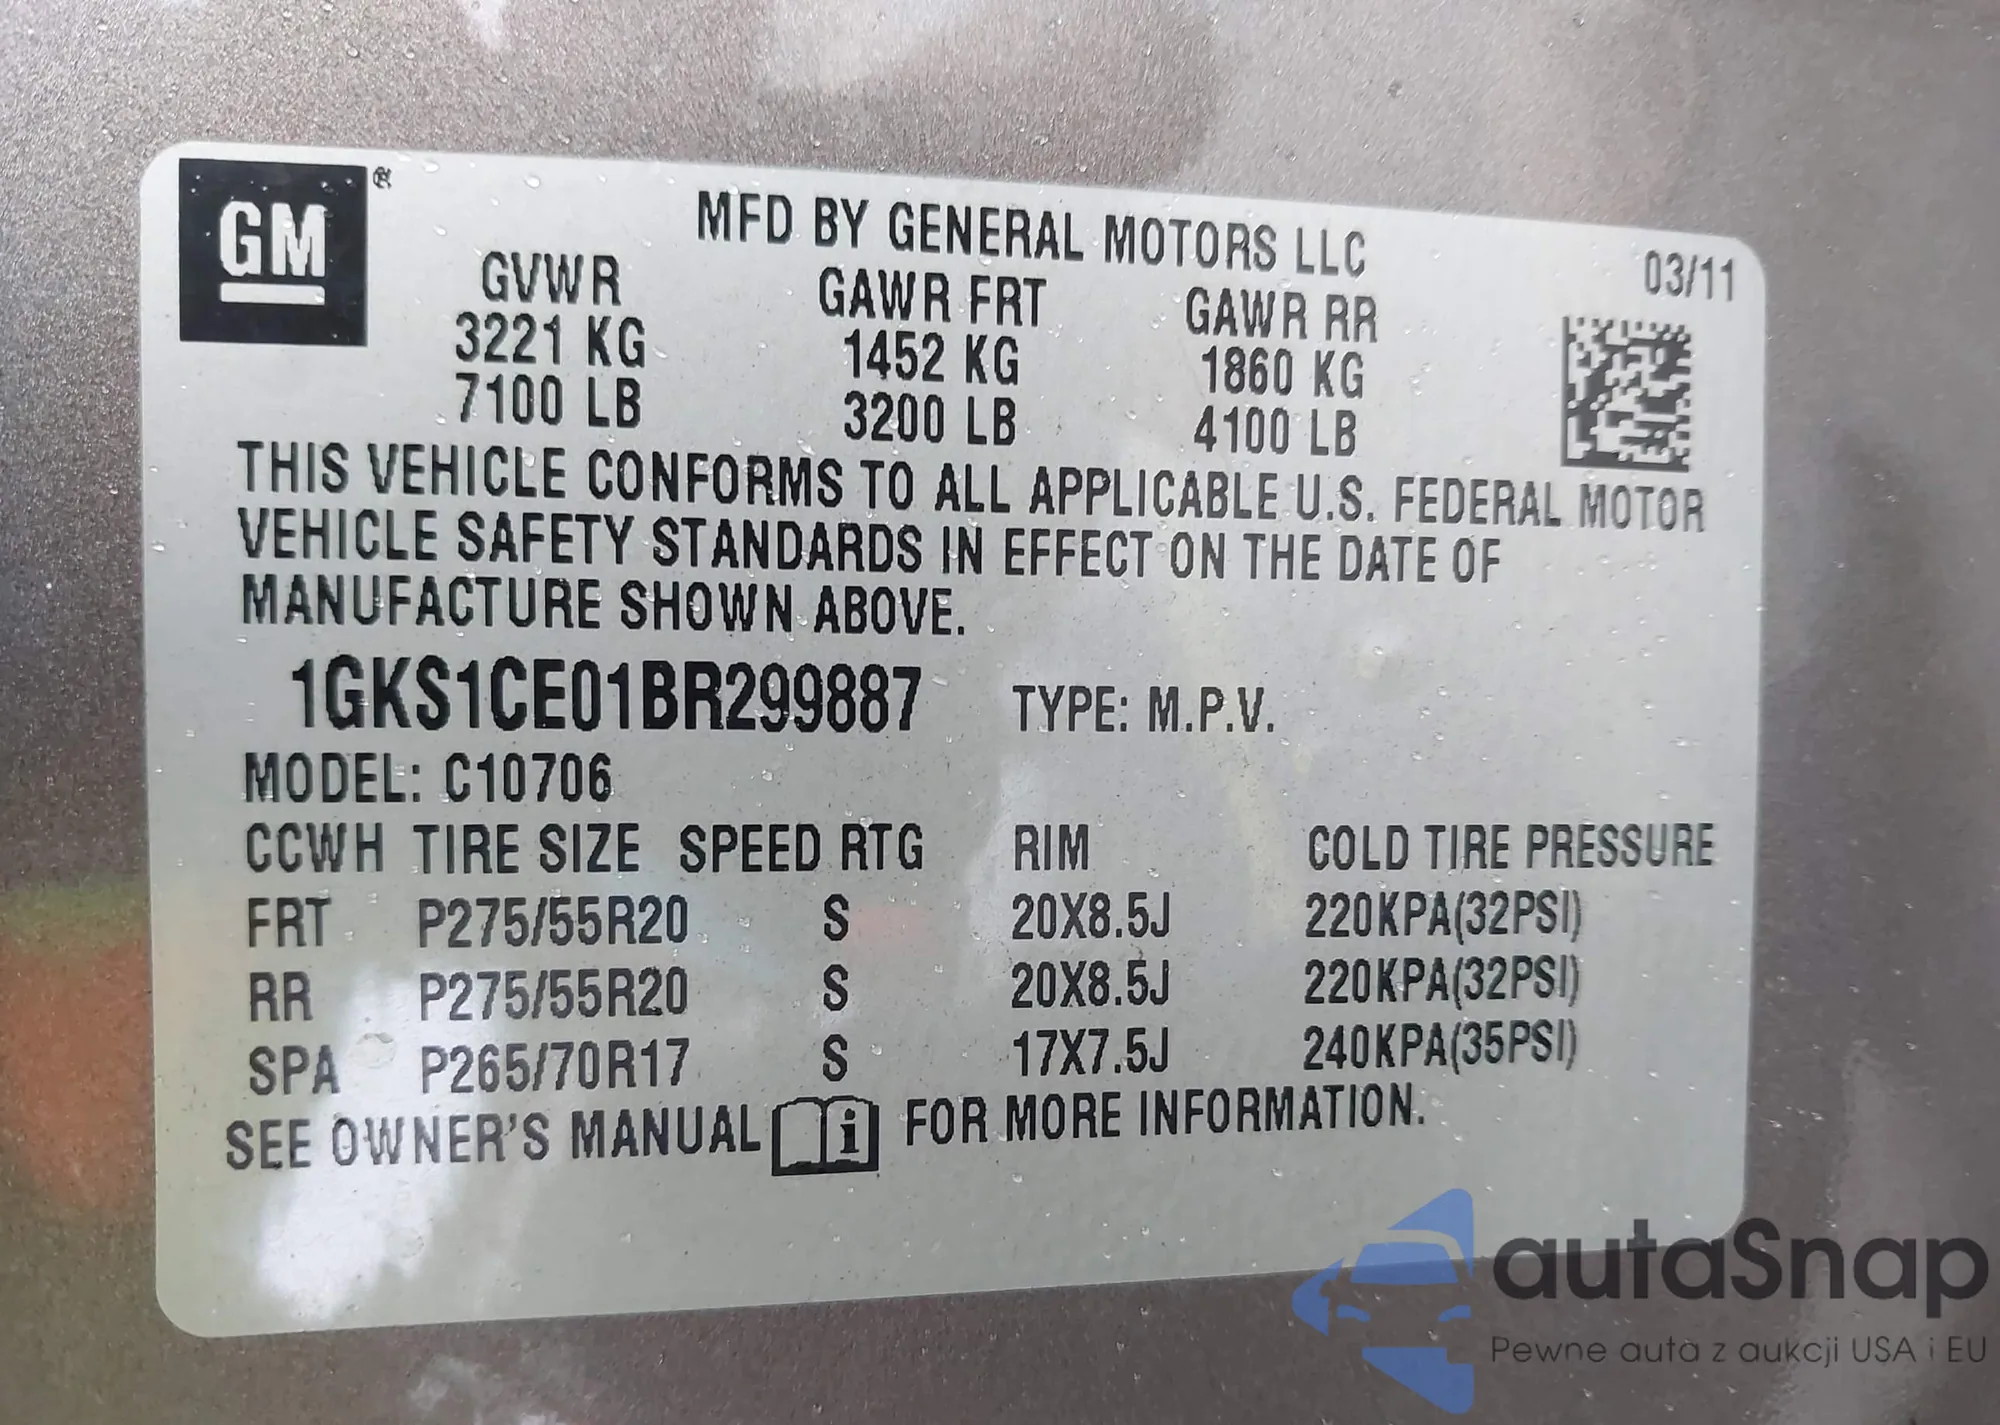 GM ®
MFD BY GENERAL MOTORS LLC
03/11
GVWR GAWR FRT GAWR RR
3221 KG 1452 KG 1860 KG
7100 LB 3200 LB 4100 LB
THIS VEHICLE CONFORMS TO ALL APPLICABLE U.S. FEDERAL MOTOR
VEHICLE SAFETY STANDARDS IN EFFECT ON THE DATE OF
MANUFACTURE SHOWN ABOVE.
1GKS1CE01BR299887 TYPE: M.P.V.
MODEL: C10706
CCWH TIRE SIZE SPEED RTG RIM COLD TIRE PRESSURE
FRT P275/55R20 S 20X8.5J 220KPA(32PSI)
RR P275/55R20 S 20X8.5J 220KPA(32PSI)
SPA P265/70R17 S 17X7.5J 240KPA(35PSI)
SEE OWNER'S MANUAL i FOR MORE INFORMATION.
autaSnap
Pewne auta z aukcji USA i EU